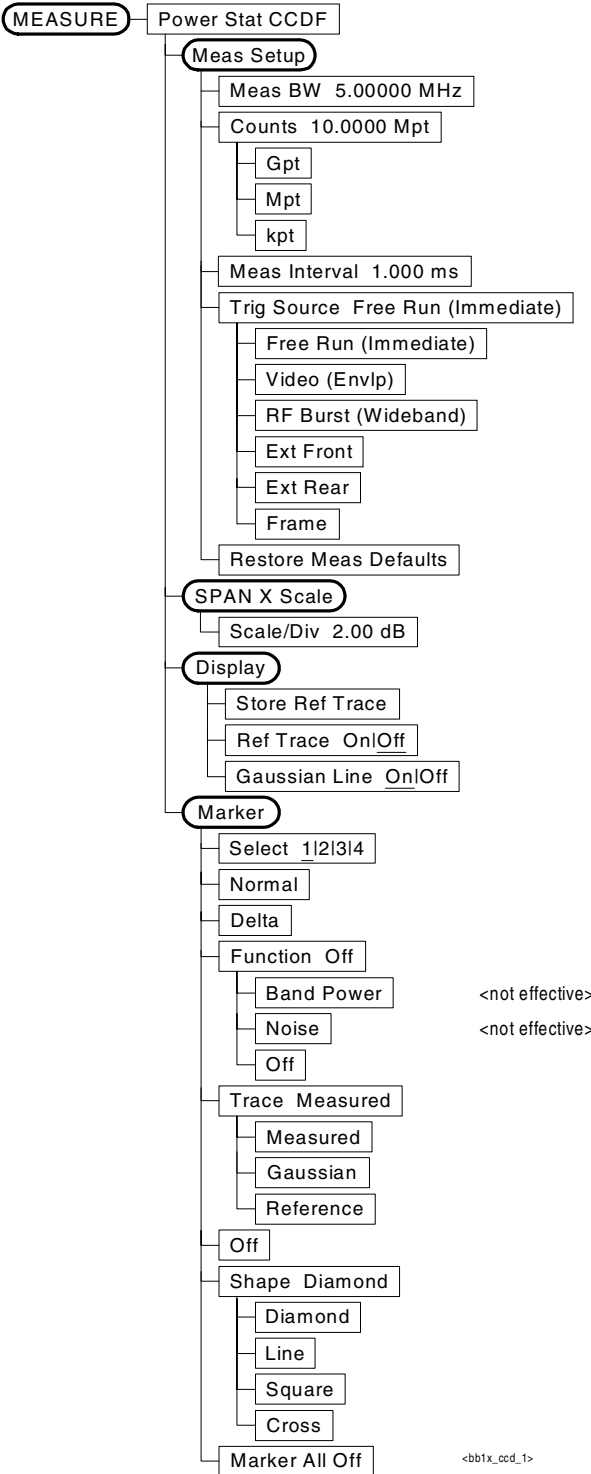 MEASURE Power Stat CCDF
Meas Setup
Meas BW 5.00000 MHz
Counts 10.0000 Mpt
Gpt
Mpt
kpt
Meas Interval 1.000 ms
Trig Source Free Run (Immediate)
Free Run (Immediate)
Video (Envlp)
RF Burst (Wideband)
Ext Front
Ext Rear
Frame
Restore Meas Defaults
SPAN X Scale
Scale/Div 2.00 dB
Display
Store Ref Trace
Ref Trace On|Off
Gaussian Line On|Off
Marker
Select 1|2|3|4
Normal
Delta
Function Off
Band Power <not effective>
Noise <not effective>
Off
Trace Measured
Measured
Gaussian
Reference
Off
Shape Diamond
Diamond
Line
Square
Cross
Marker All Off <bb1x_ccd_1>